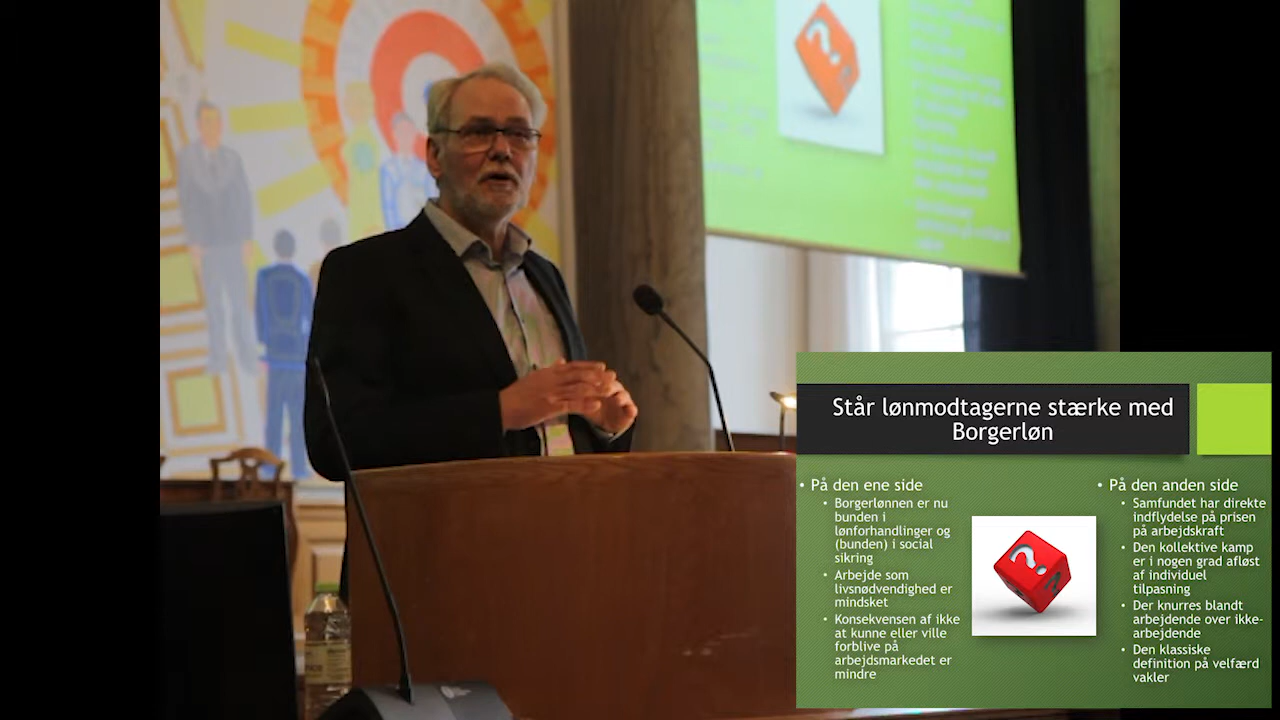 Står lønmodtagerne stærke med
Borgerløn
• På den ene side
• Borgerlønnen er nu
bunden i
lønforhandlinger og
(bunden) i social
sikring
• Arbejde som
livsnødvendighed er
mindsket
• Konsekvensen af ikke
at kunne eller ville
forblive på
arbejdsmarkedet er
mindre
• På den anden side
• Samfundet har direkte
indflydelse på prisen
på arbejdskraft
• Den kollektive kamp
er i nogen grad afløst
af individuel
tilpasning
• Der knurres blandt
arbejdende over ikke-
arbejdende
• Den klassiske
definition på velfærd
vakler